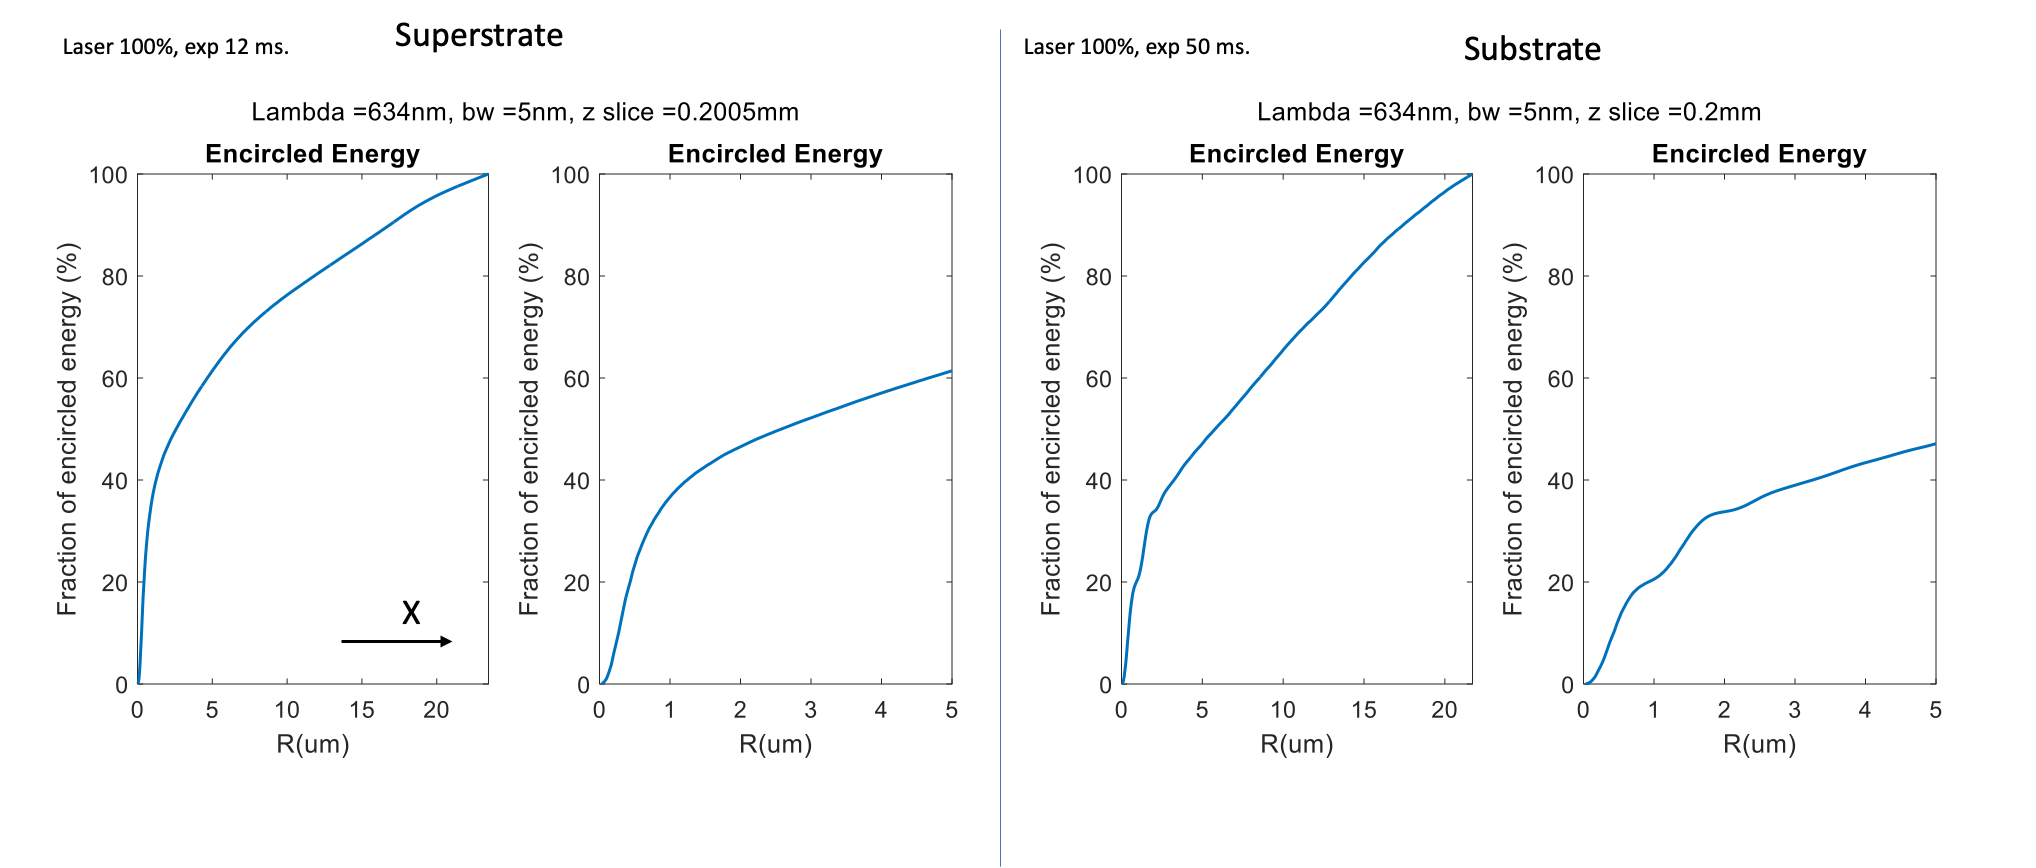 Superstrate
Laser 100%, exp 12 ms.
Lambda =634nm, bw =5nm, z slice =0.2005mm
Encircled Energy
Fraction of encircled energy (%)
100
80
60
40
20
0
0 5 10 15 20
R(um)
X
Encircled Energy
Fraction of encircled energy (%)
100
80
60
40
20
0
0 1 2 3 4 5
R(um)
Laser 100%, exp 50 ms.
Substrate
Lambda =634nm, bw =5nm, z slice =0.2mm
Encircled Energy
Fraction of encircled energy (%)
100
80
60
40
20
0
0 5 10 15 20
R(um)
Encircled Energy
Fraction of encircled energy (%)
100
80
60
40
20
0
0 1 2 3 4 5
R(um)